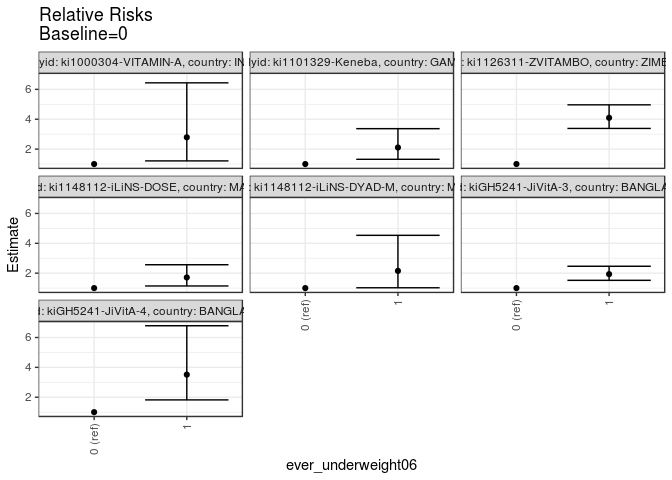 Relative Risks
Baseline=0
yid: ki1000304-VITAMIN-A, country: IN
lyid: ki1101329-Keneba, country: GAM
: ki1126311-ZVITAMBO, country: ZIMB
6
4
2
d: ki1148112-iLiNS-DOSE, country: MA
: ki1148112-iLiNS-DYAD-M, country: M
: kiGH5241-JiVitA-3, country: BANGLA
6
4
2
d: kiGH5241-JiVitA-4, country: BANGLA
6
4
2
Estimate
0 (ref)
1
0 (ref)
1
0 (ref)
1
ever_underweight06